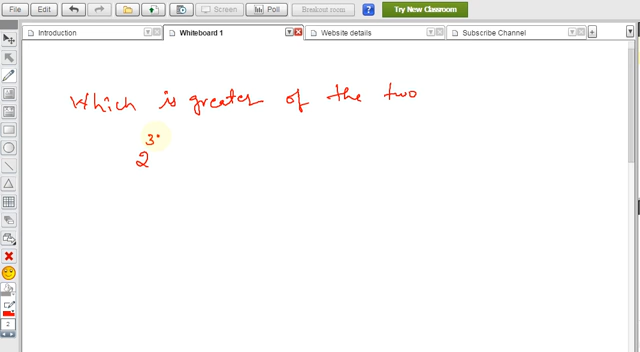 File Edit Screen Poll Breakout room ? Try New Classroom
Introduction Whiteboard 1 Website details Subscribe Channel
Which is greater of the two
3
2
2